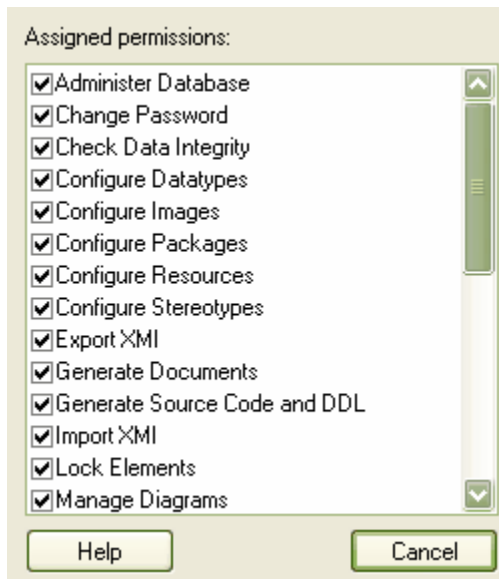 Assigned permissions:
Administer Database
Change Password
Check Data Integrity
Configure Datatypes
Configure Images
Configure Packages
Configure Resources
Configure Stereotypes
Export XMI
Generate Documents
Generate Source Code and DDL
Import XMI
Lock Elements
Manage Diagrams
Help
Cancel